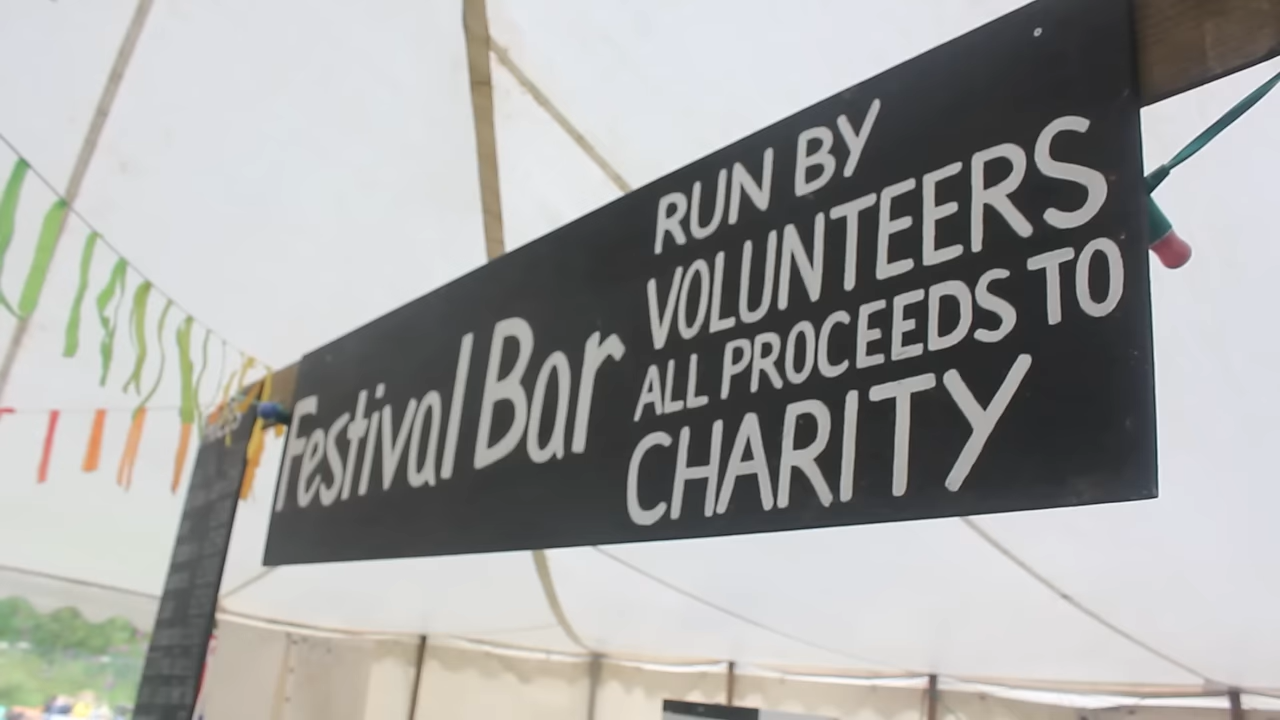 Festival Bar
RUN BY
VOLUNTEERS
ALL PROCEEDS TO
CHARITY